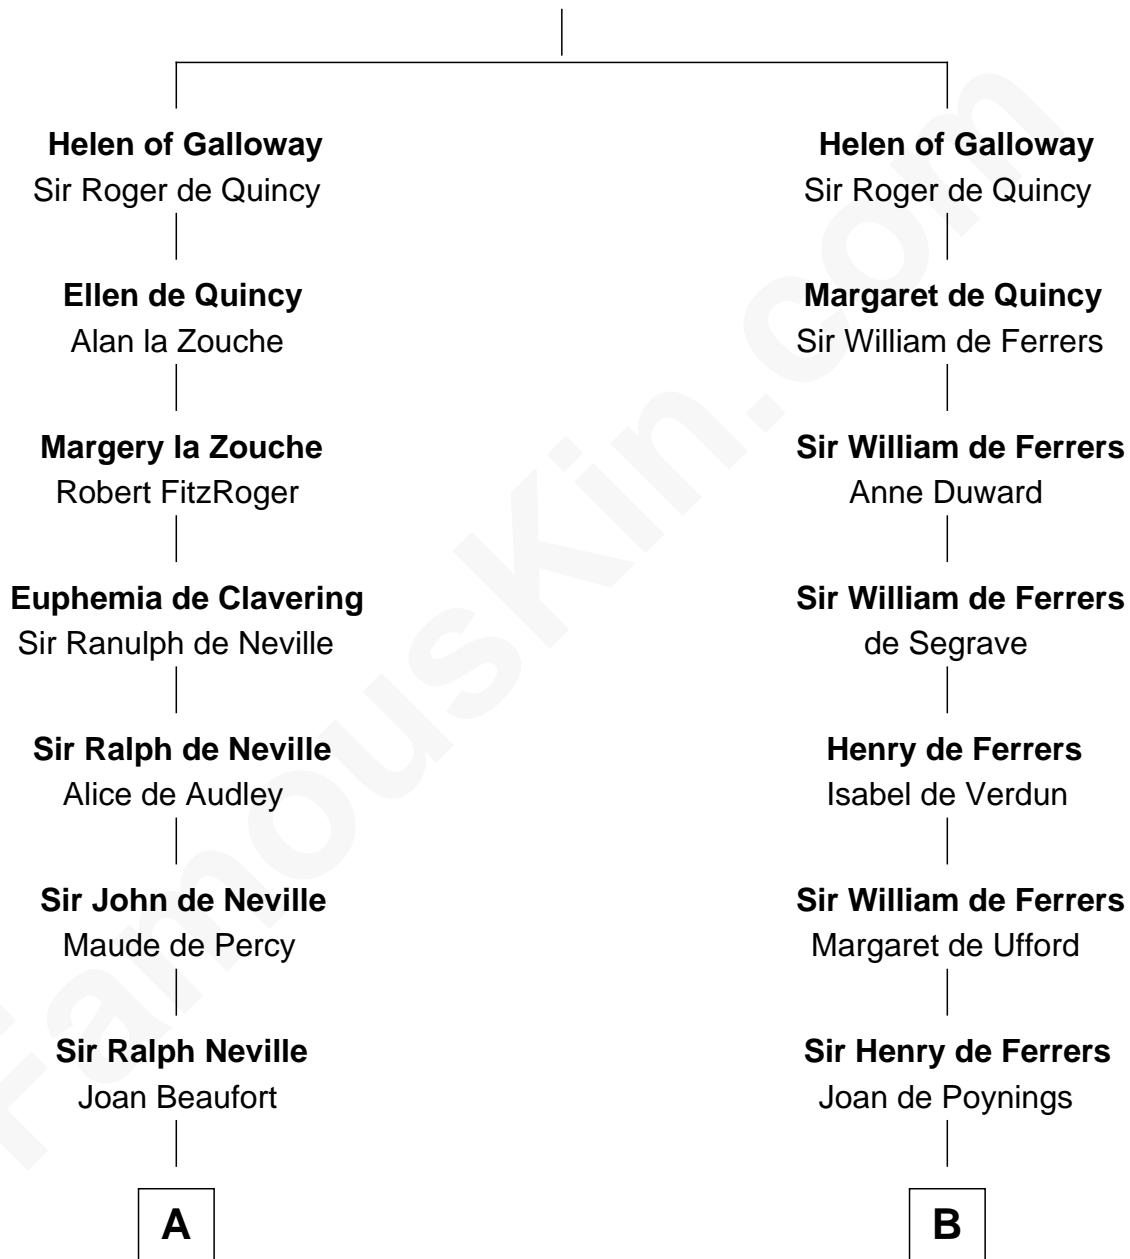 Helen of Galloway
Sir Roger de Quincy
Ellen de Quincy
Alan la Zouche
Margery la Zouche
Robert FitzRoger
Euphemia de Clavering
Sir Ranulph de Neville
Sir Ralph de Neville
Alice de Audley
Sir John de Neville
Maude de Percy
Sir Ralph Neville
Joan Beaufort
A
Helen of Galloway
Sir Roger de Quincy
Margaret de Quincy
Sir William de Ferrers
Sir William de Ferrers
Anne Duward
Sir William de Ferrers
de Segrave
Henry de Ferrers
Isabel de Verdun
Sir William de Ferrers
Margaret de Ufford
Sir Henry de Ferrers
Joan de Poynings
B
FamousKin.com